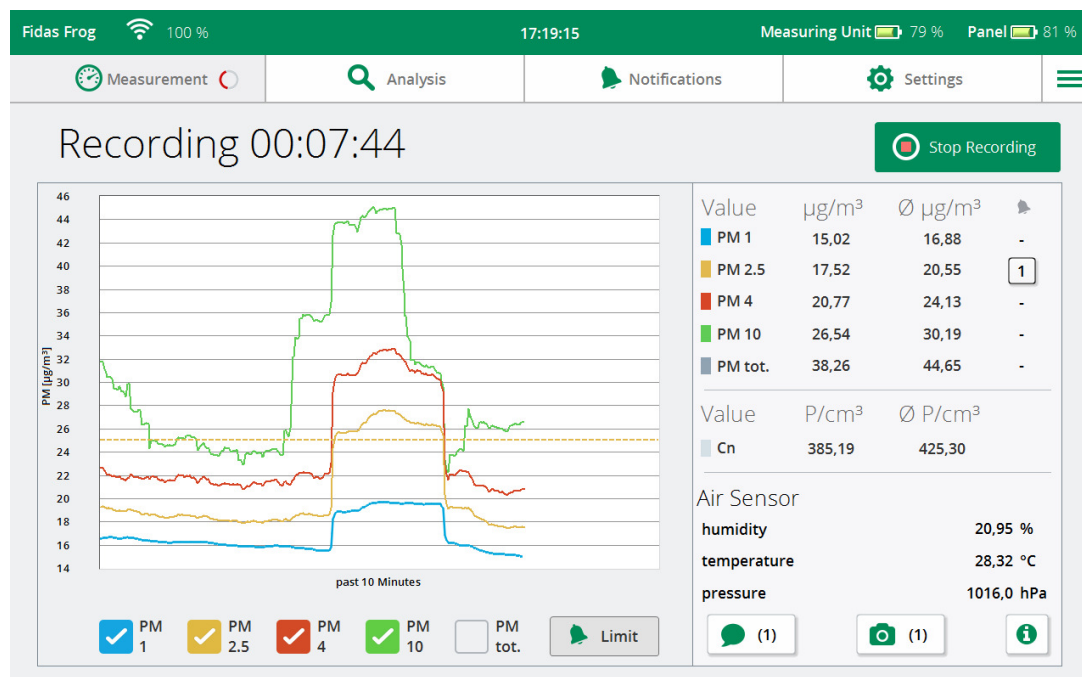 Fidas Frog 100 % 17:19:15 Measuring Unit 79 % Panel 81 %
Measurement Analysis Notifications Settings
Recording 00:07:44 Stop Recording
46
44
42
40
38
36
34
32
30
28
26
24
22
20
18
16
14
PM [µg/m³]
past 10 Minutes
PM 1 PM 2.5 PM 4 PM 10 PM tot. Limit
Value µg/m³ Ø µg/m³
PM 1 15,02 16,88 -
PM 2.5 17,52 20,55 1
PM 4 20,77 24,13 -
PM 10 26,54 30,19 -
PM tot. 38,26 44,65 -
Value P/cm³ Ø P/cm³
Cn 385,19 425,30
Air Sensor
humidity 20,95 %
temperature 28,32 °C
pressure 1016,0 hPa
(1) (1)